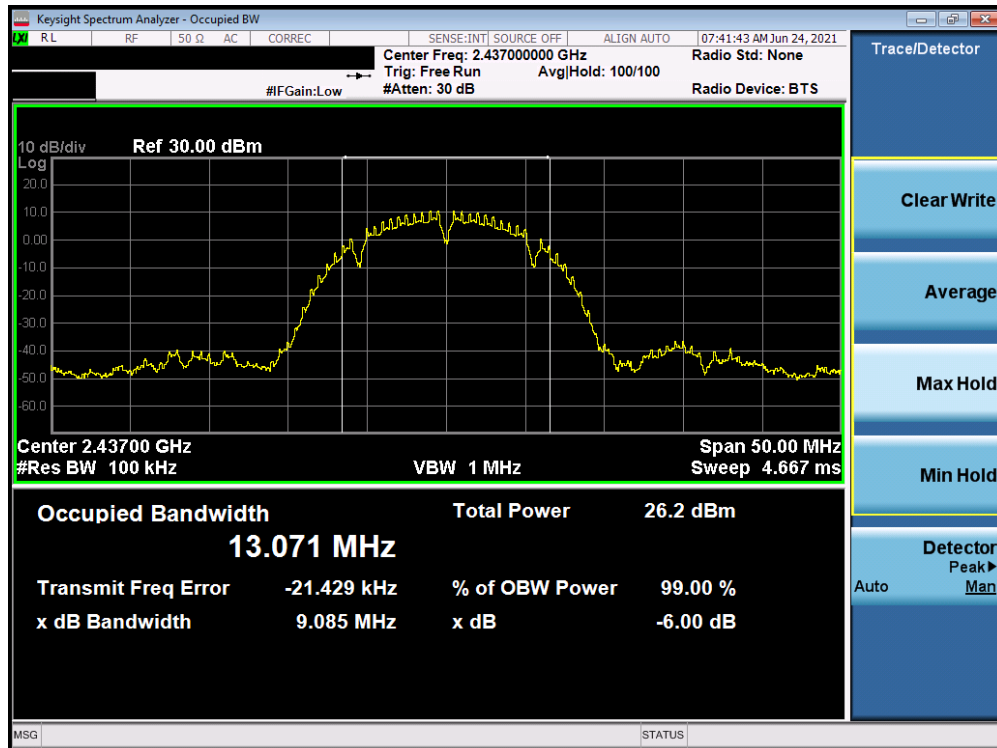 Keysight Spectrum Analyzer - Occupied BW
LXI RL RF 50 Ω AC CORREC SENSE:INT SOURCE OFF ALIGN AUTO 07:41:43 AM Jun 24, 2021
Center Freq: 2.437000000 GHz Radio Std: None
Trig: Free Run Avg|Hold: 100/100
#IFGain:Low #Atten: 30 dB Radio Device: BTS
10 dB/div Ref 30.00 dBm
Log
20.0
10.0
0.00
-10.0
-20.0
-30.0
-40.0
-50.0
-60.0
Center 2.43700 GHz Span 50.00 MHz
#Res BW 100 kHz VBW 1 MHz Sweep 4.667 ms
Occupied Bandwidth Total Power 26.2 dBm
13.071 MHz
Transmit Freq Error -21.429 kHz % of OBW Power 99.00 %
x dB Bandwidth 9.085 MHz x dB -6.00 dB
MSG STATUS
Trace/Detector
Clear Write
Average
Max Hold
Min Hold
Detector
Peak▶
Auto Man